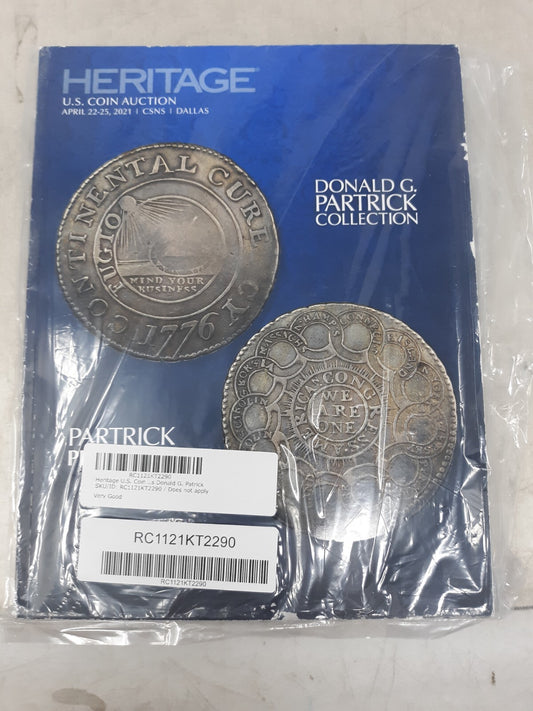 HERITAGE
U.S. COIN AUCTION
APRIL 22-25, 2021 | CSNS | DALLAS
DONALD G.
PARTRICK
COLLECTION
CONTINENTAL CURE
CY 1776
FUGIO
MIND YOUR
BUSINESS
CONG
WE
ARE
ONE
PARTRICK
RC1121KT2290
Heritage U.S. Coin ...s Donald G. Patrick
SKU/ID: RC1121KT2290 / Does not apply
Very Good
RC1121KT2290
RC1121KT2290